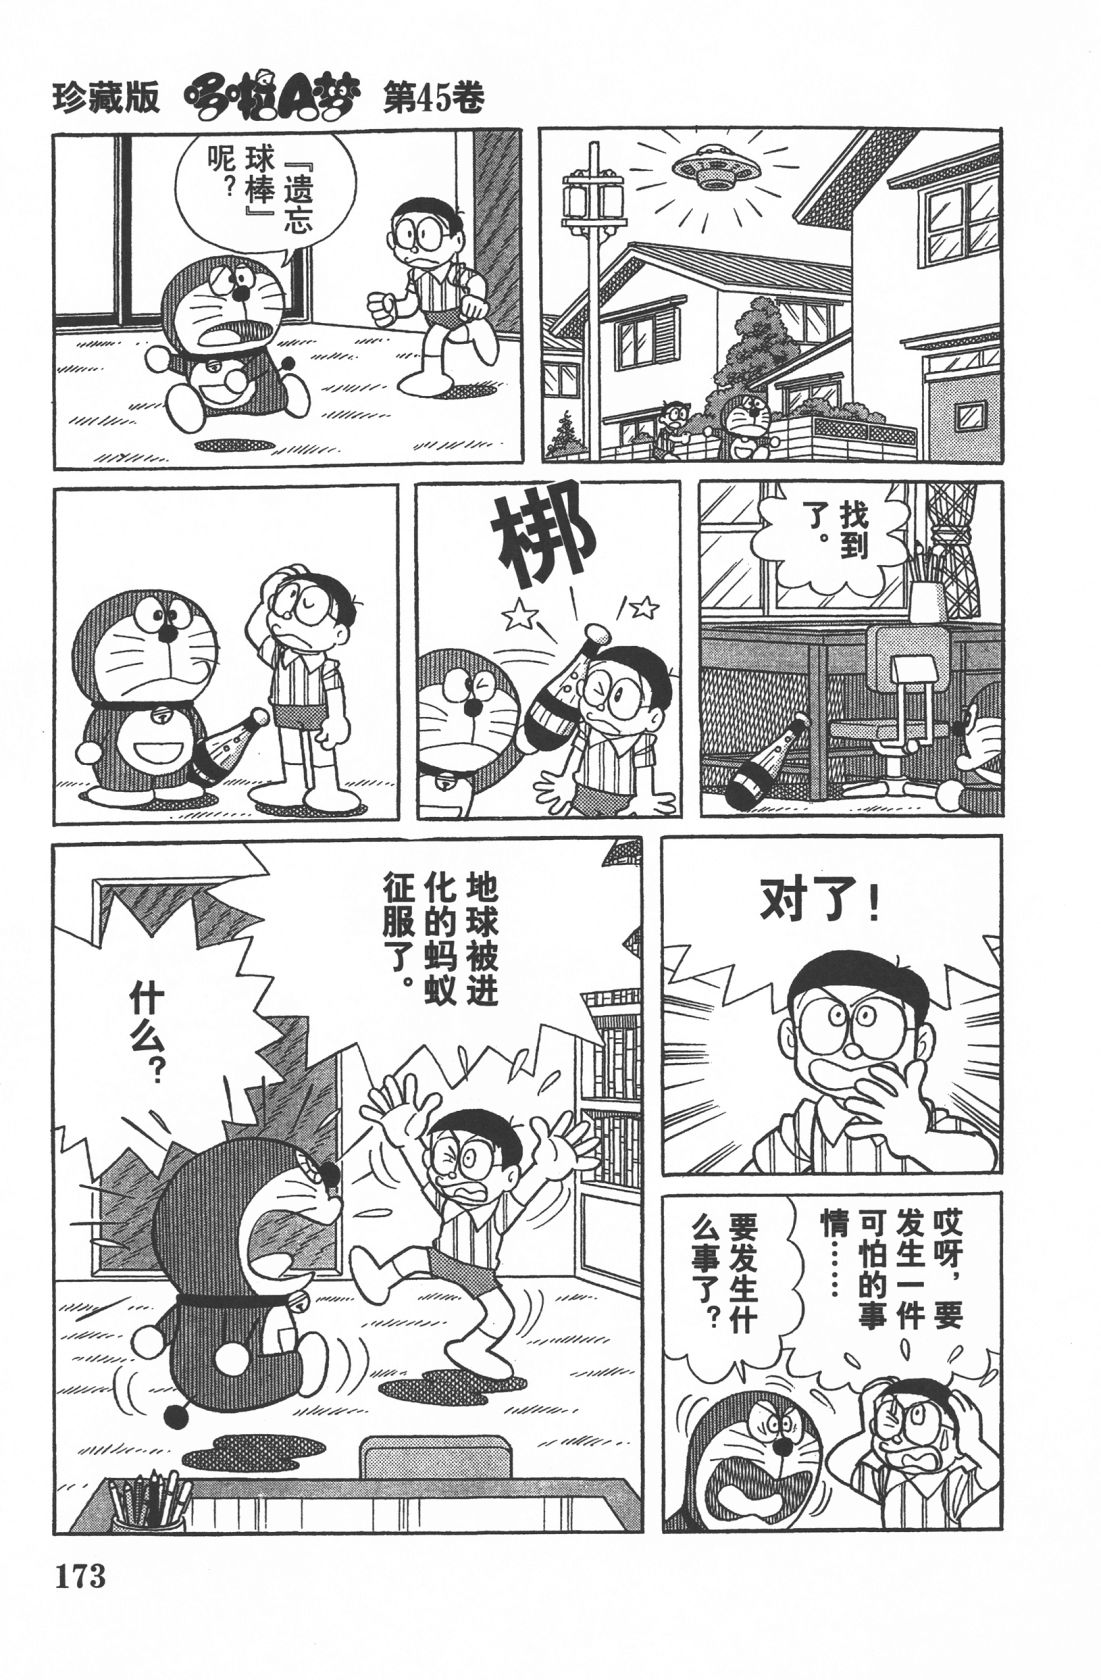 珍藏版 哆啦A梦 第45卷
『遗忘
球棒』
呢？
找到
了。
梆
对了！
哎呀，要
发生一件
可怕的事
情……
要发生什
么事了？
地球被进
化的蚂蚁
征服了。
什么？
173